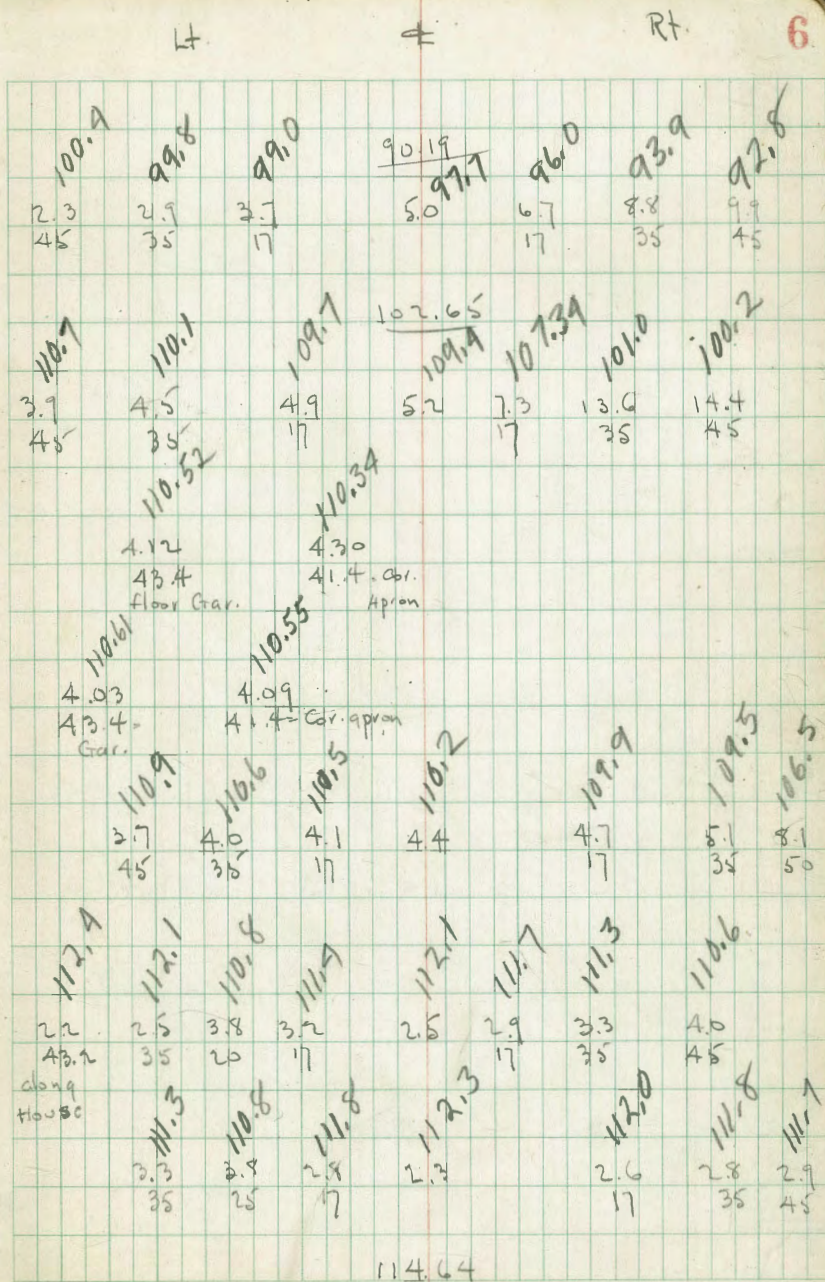 Lt ⅊ Rt 6
100.4 99.8 99.0 90.19 97.7 96.0 93.9 92.8
2.3 2.9 3.7 5.0 6.7 8.8 9.9
45 35 17 17 35 45
110.7 110.1 109.7 102.65 109.4 107.34 101.0 100.2
3.9 4.5 4.9 5.2 7.3 13.6 14.4
45 35 17 17 35 45
110.52 110.34
4.12 4.30
43.4 41.4 - Cor.
floor Gar. Apron
110.61 110.55
4.03 4.09
43.4 - 41.4 - Cor. apron
Gar.
110.9 110.6 110.5 110.2 109.9 109.5 106.5
3.7 4.0 4.1 4.4 4.7 5.1 8.1
45 35 17 17 35 50
112.4 112.1 110.8 111.4 112.1 111.7 111.3 110.6
2.2 2.5 3.8 3.2 2.5 2.9 3.3 4.0
43.2 35 20 17 17 35 45
along
House
111.3 110.8 111.8 112.3 112.0 111.8 111.7
3.3 3.8 2.8 2.3 2.6 2.8 2.9
35 25 17 17 35 45
114.64